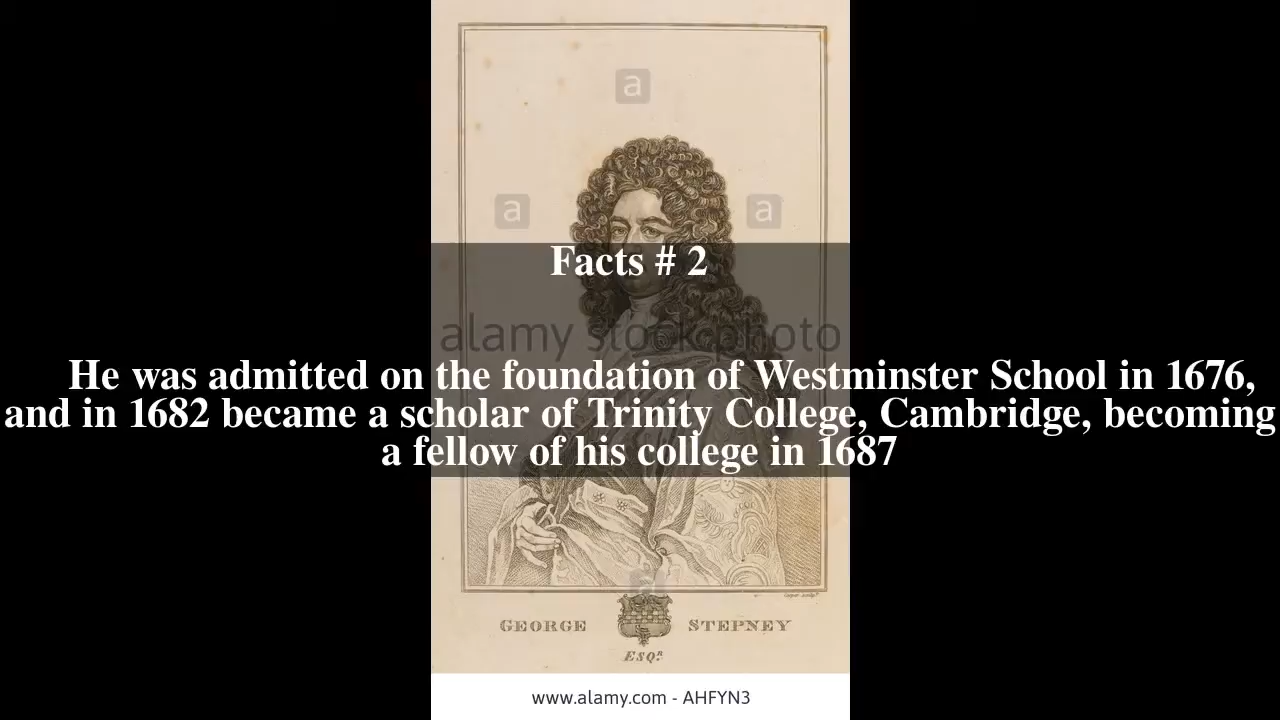 a
a
a
Facts # 2
alamy stock photo
He was admitted on the foundation of Westminster School in 1676,
and in 1682 became a scholar of Trinity College, Cambridge, becoming
a fellow of his college in 1687
a
GEORGE STEPNEY
ESQR
www.alamy.com - AHFYN3